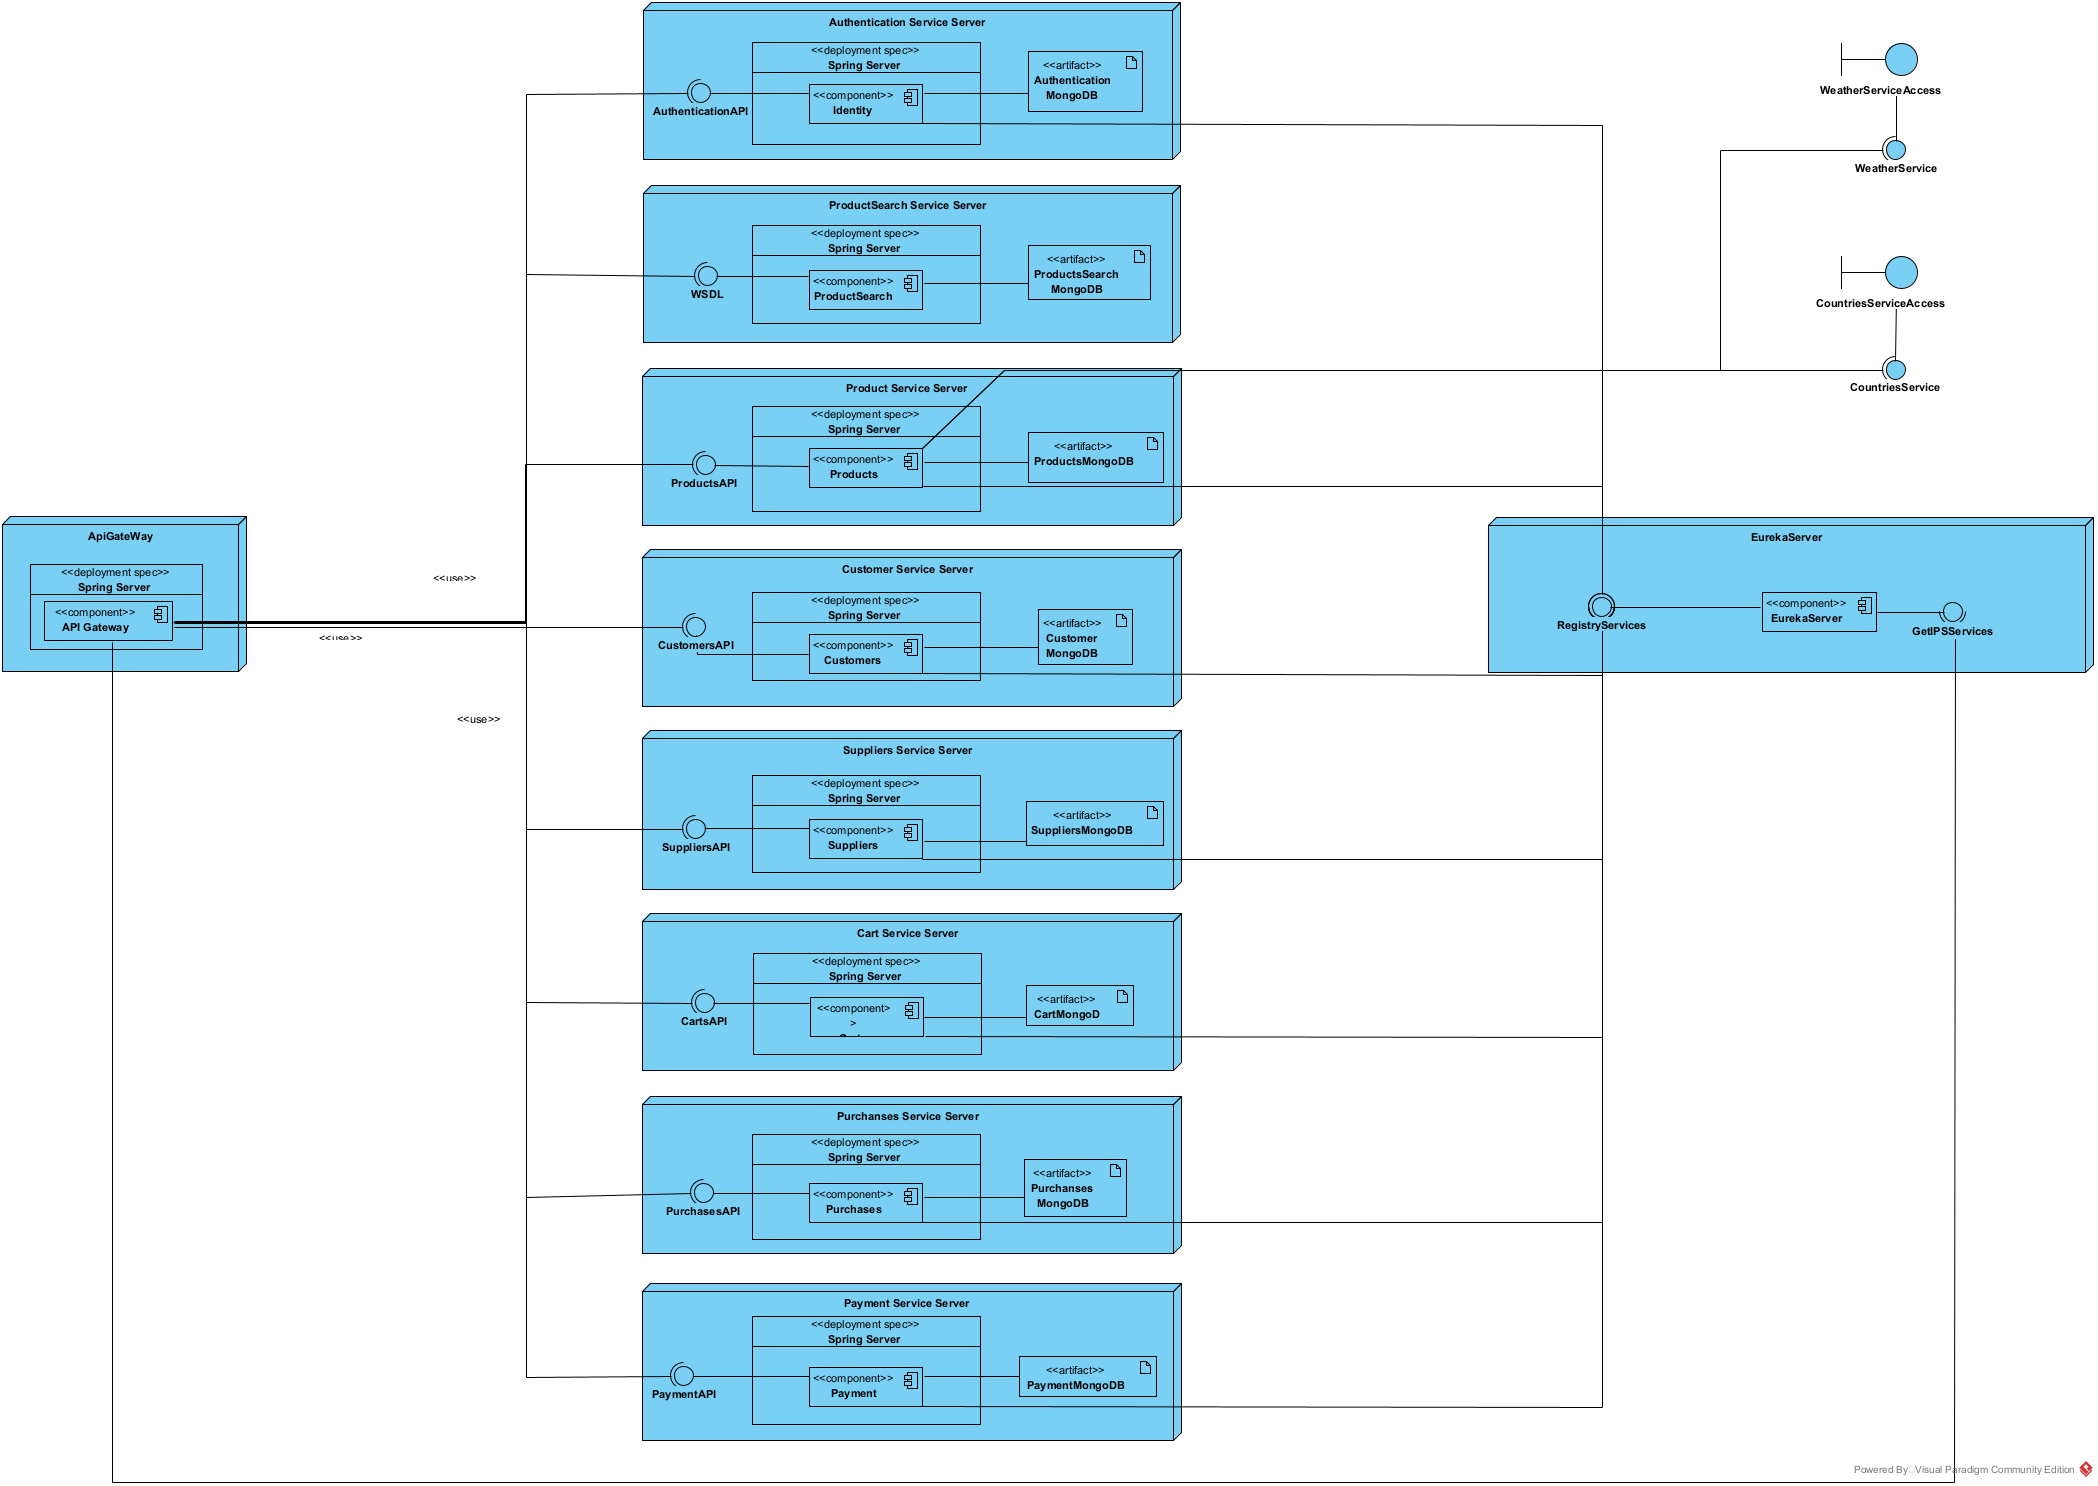 Authentication Service Server
<<deployment spec>>
Spring Server
<<component>>
Identity
<<artifact>>
Authentication
MongoDB
AuthenticationAPI
WeatherServiceAccess
WeatherService
ProductSearch Service Server
<<deployment spec>>
Spring Server
<<component>>
ProductSearch
<<artifact>>
ProductsSearch
MongoDB
WSDL
CountriesServiceAccess
CountriesService
Product Service Server
<<deployment spec>>
Spring Server
<<component>>
Products
<<artifact>>
ProductsMongoDB
ProductsAPI
ApiGateWay
<<deployment spec>>
Spring Server
<<component>>
API Gateway
<<use>>
<<use>>
<<use>>
Customer Service Server
<<deployment spec>>
Spring Server
<<component>>
Customers
<<artifact>>
Customer
MongoDB
CustomersAPI
EurekaServer
RegistryServices
<<component>>
EurekaServer
GetIPSServices
Suppliers Service Server
<<deployment spec>>
Spring Server
<<component>>
Suppliers
<<artifact>>
SuppliersMongoDB
SuppliersAPI
Cart Service Server
<<deployment spec>>
Spring Server
<<component>
>
<<artifact>>
CartMongoD
CartsAPI
Purchanses Service Server
<<deployment spec>>
Spring Server
<<component>>
Purchases
<<artifact>>
Purchanses
MongoDB
PurchasesAPI
Payment Service Server
<<deployment spec>>
Spring Server
<<component>>
Payment
<<artifact>>
PaymentMongoDB
PaymentAPI
Powered By Visual Paradigm Community Edition